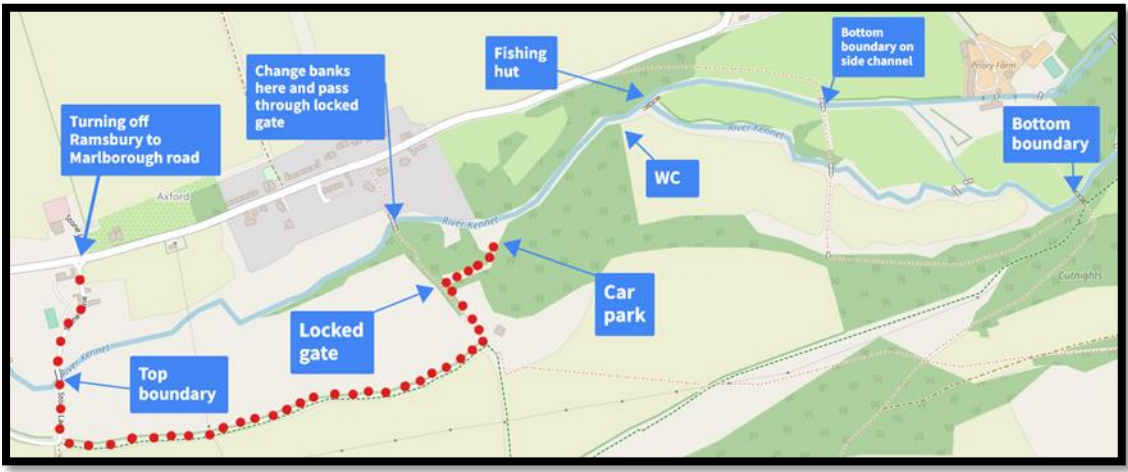 Turning off
Ramsbury to
Marlborough road
Change banks
here and pass
through locked
gate
Fishing
hut
Bottom
boundary on
side channel
Bottom
boundary
WC
Car
park
Locked
gate
Top
boundary
Axford
Priory Farm
River Kennet
River Kennet
River Kennet
Cutnights